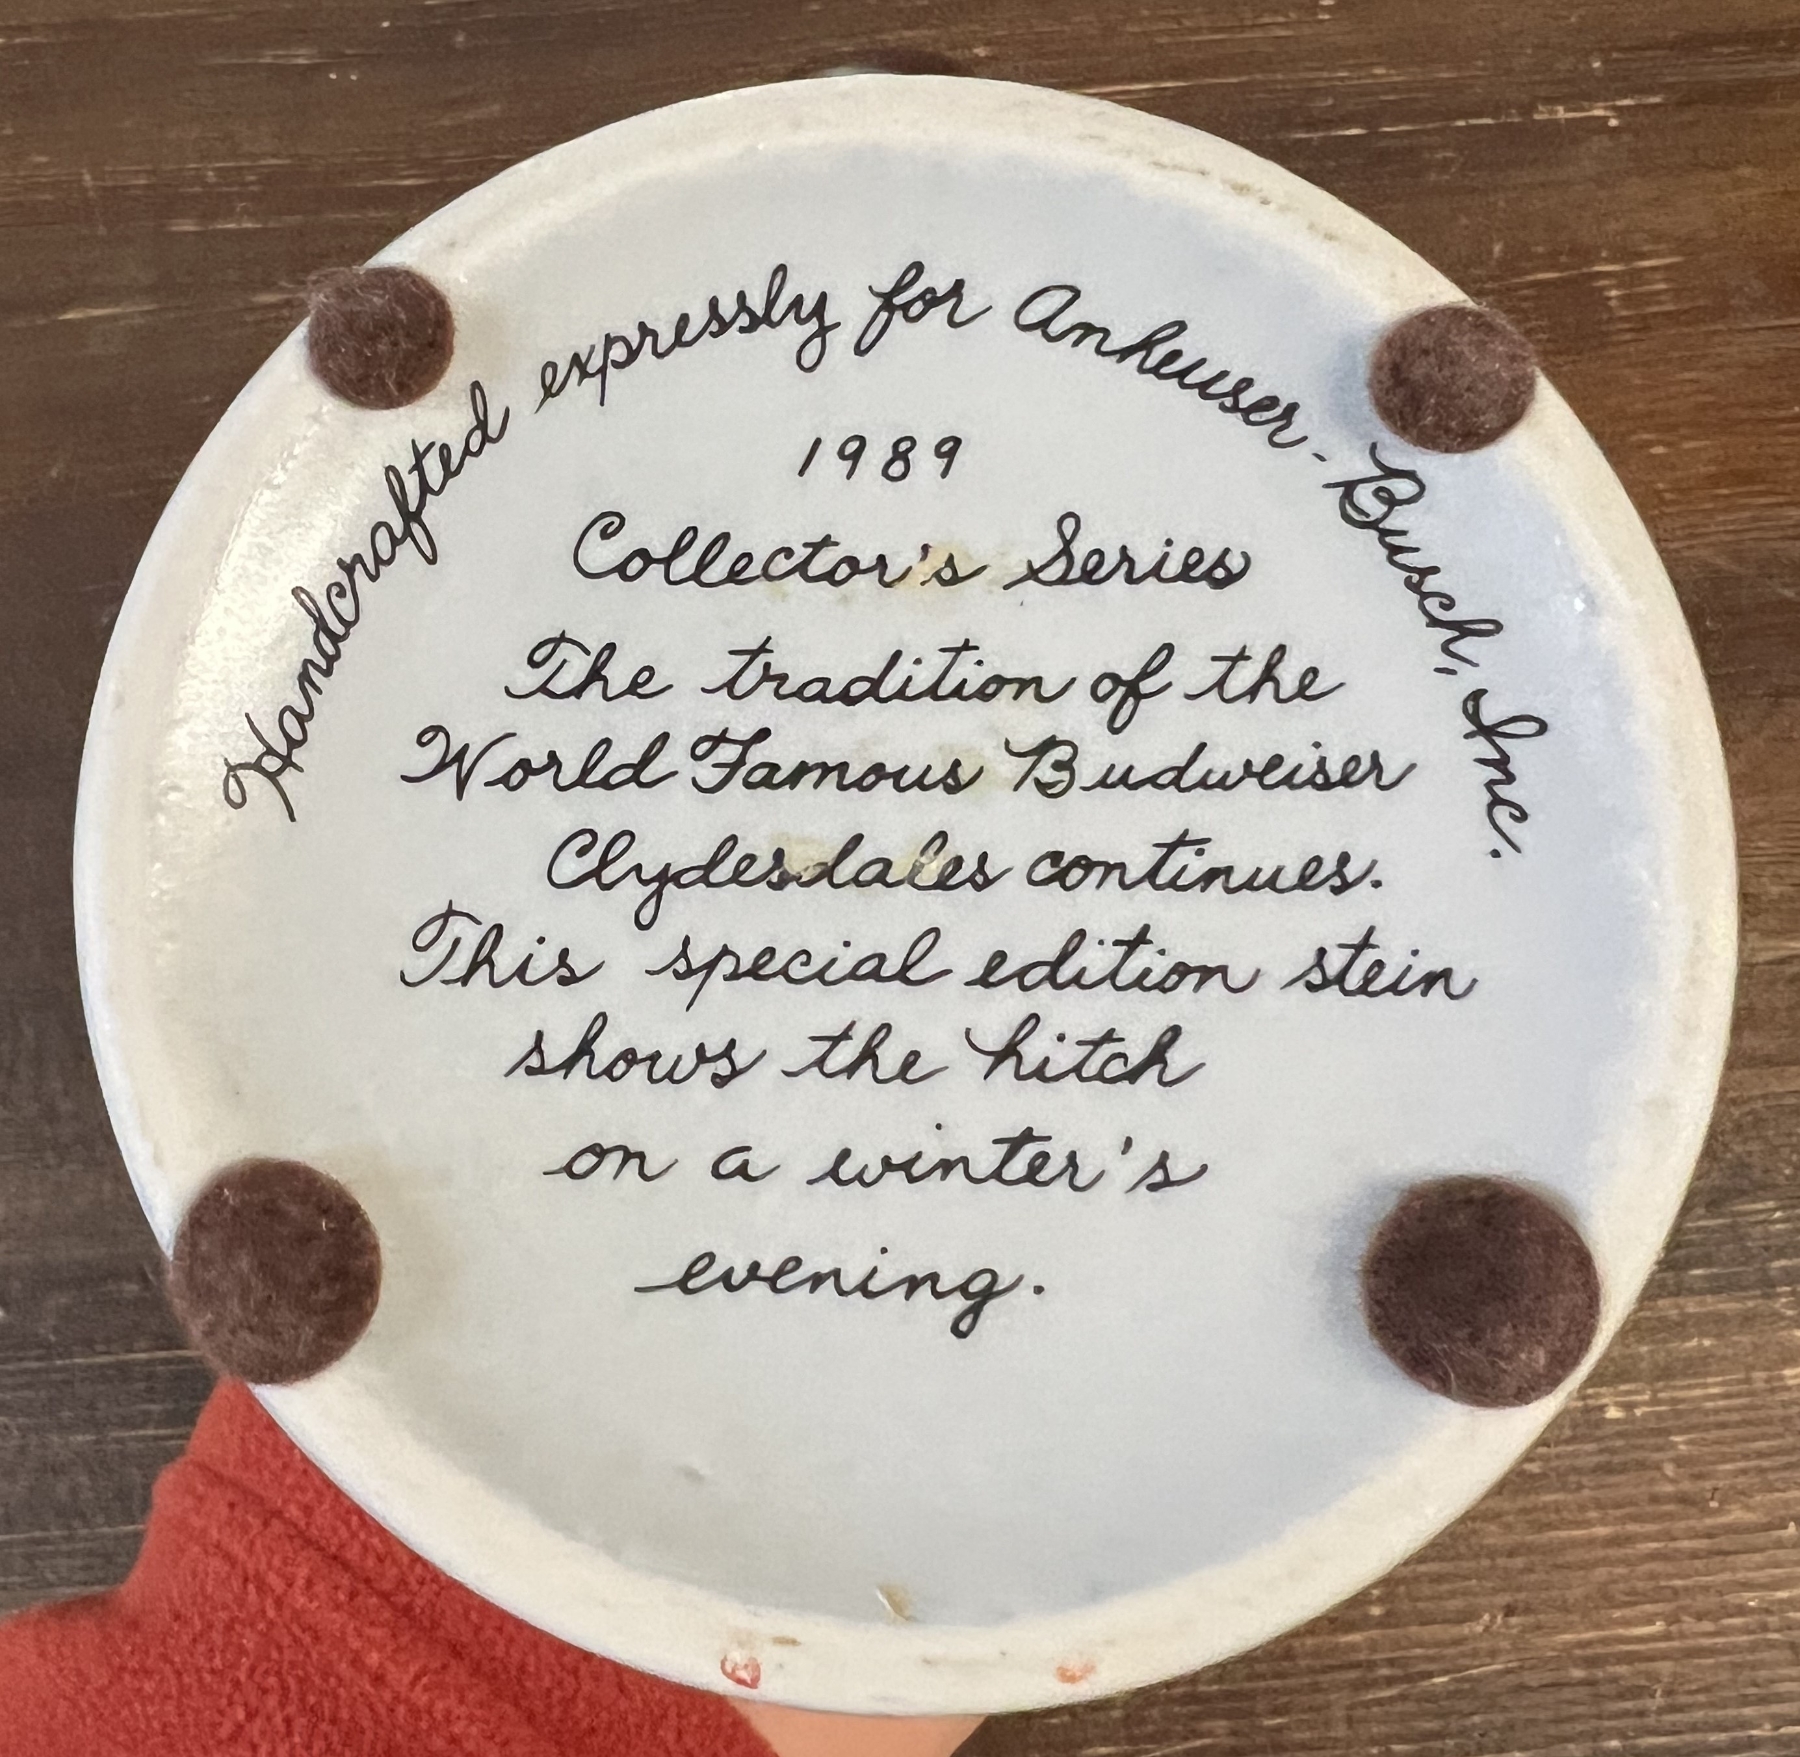 Handcrafted expressly for Anheuser-Busch, Inc.
1989
Collector's Series
The tradition of the
World Famous Budweiser
Clydesdales continues.
This special edition stein
shows the hitch
on a winter's
evening.